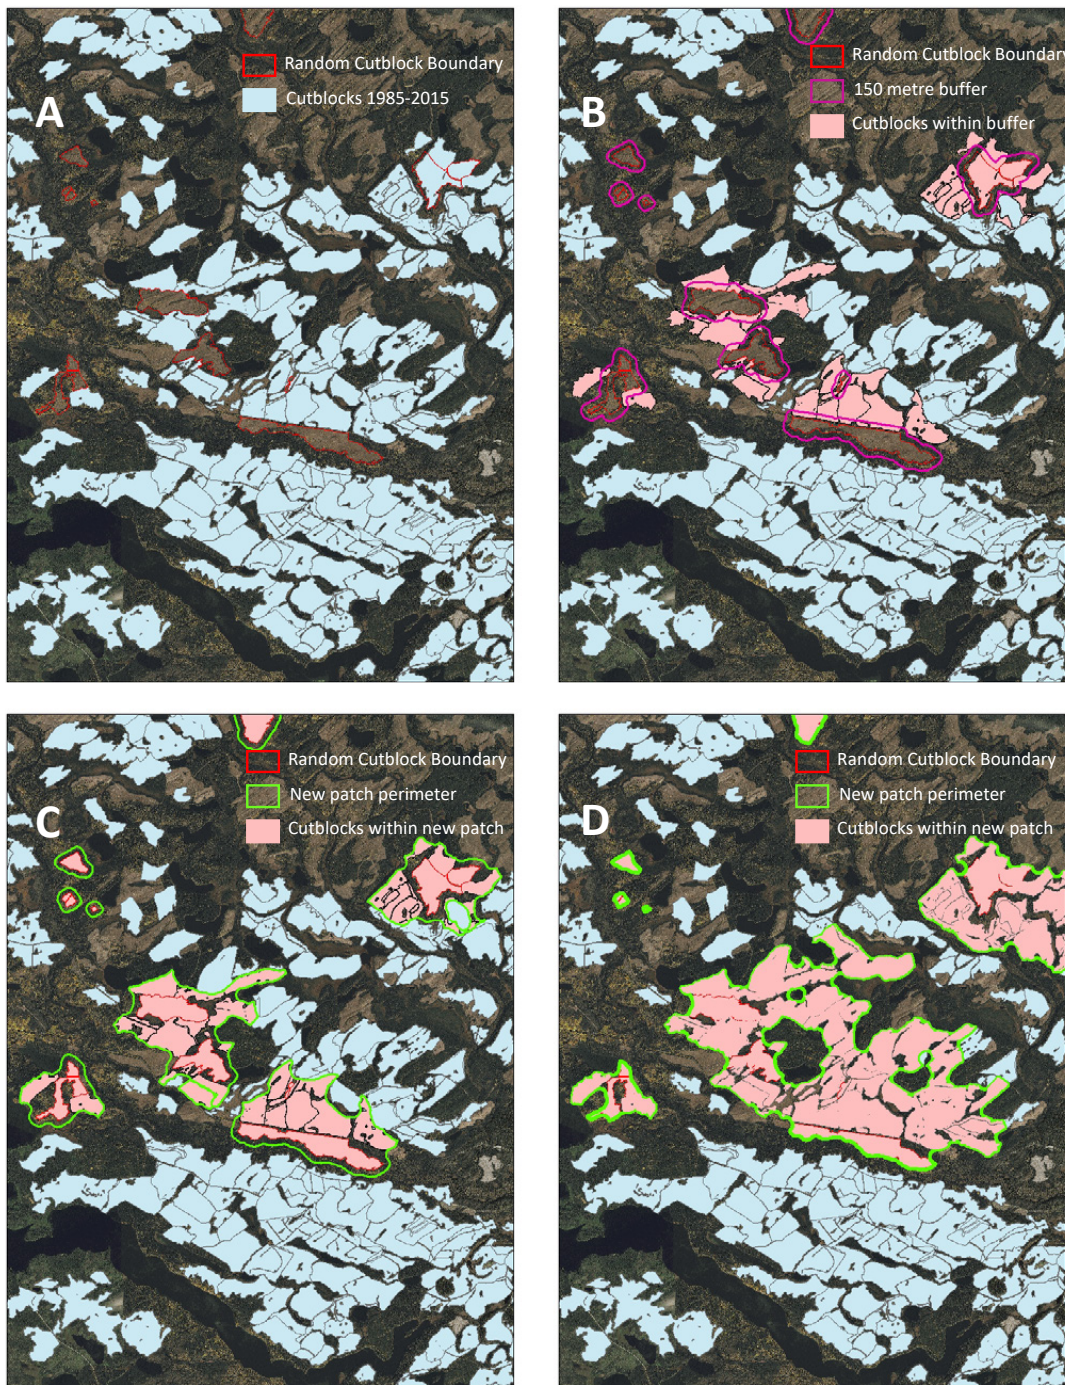 A
Random Cutblock Boundary
Cutblocks 1985-2015
B
Random Cutblock Boundary
150 metre buffer
Cutblocks within buffer
C
Random Cutblock Boundary
New patch perimeter
Cutblocks within new patch
D
Random Cutblock Boundary
New patch perimeter
Cutblocks within new patch